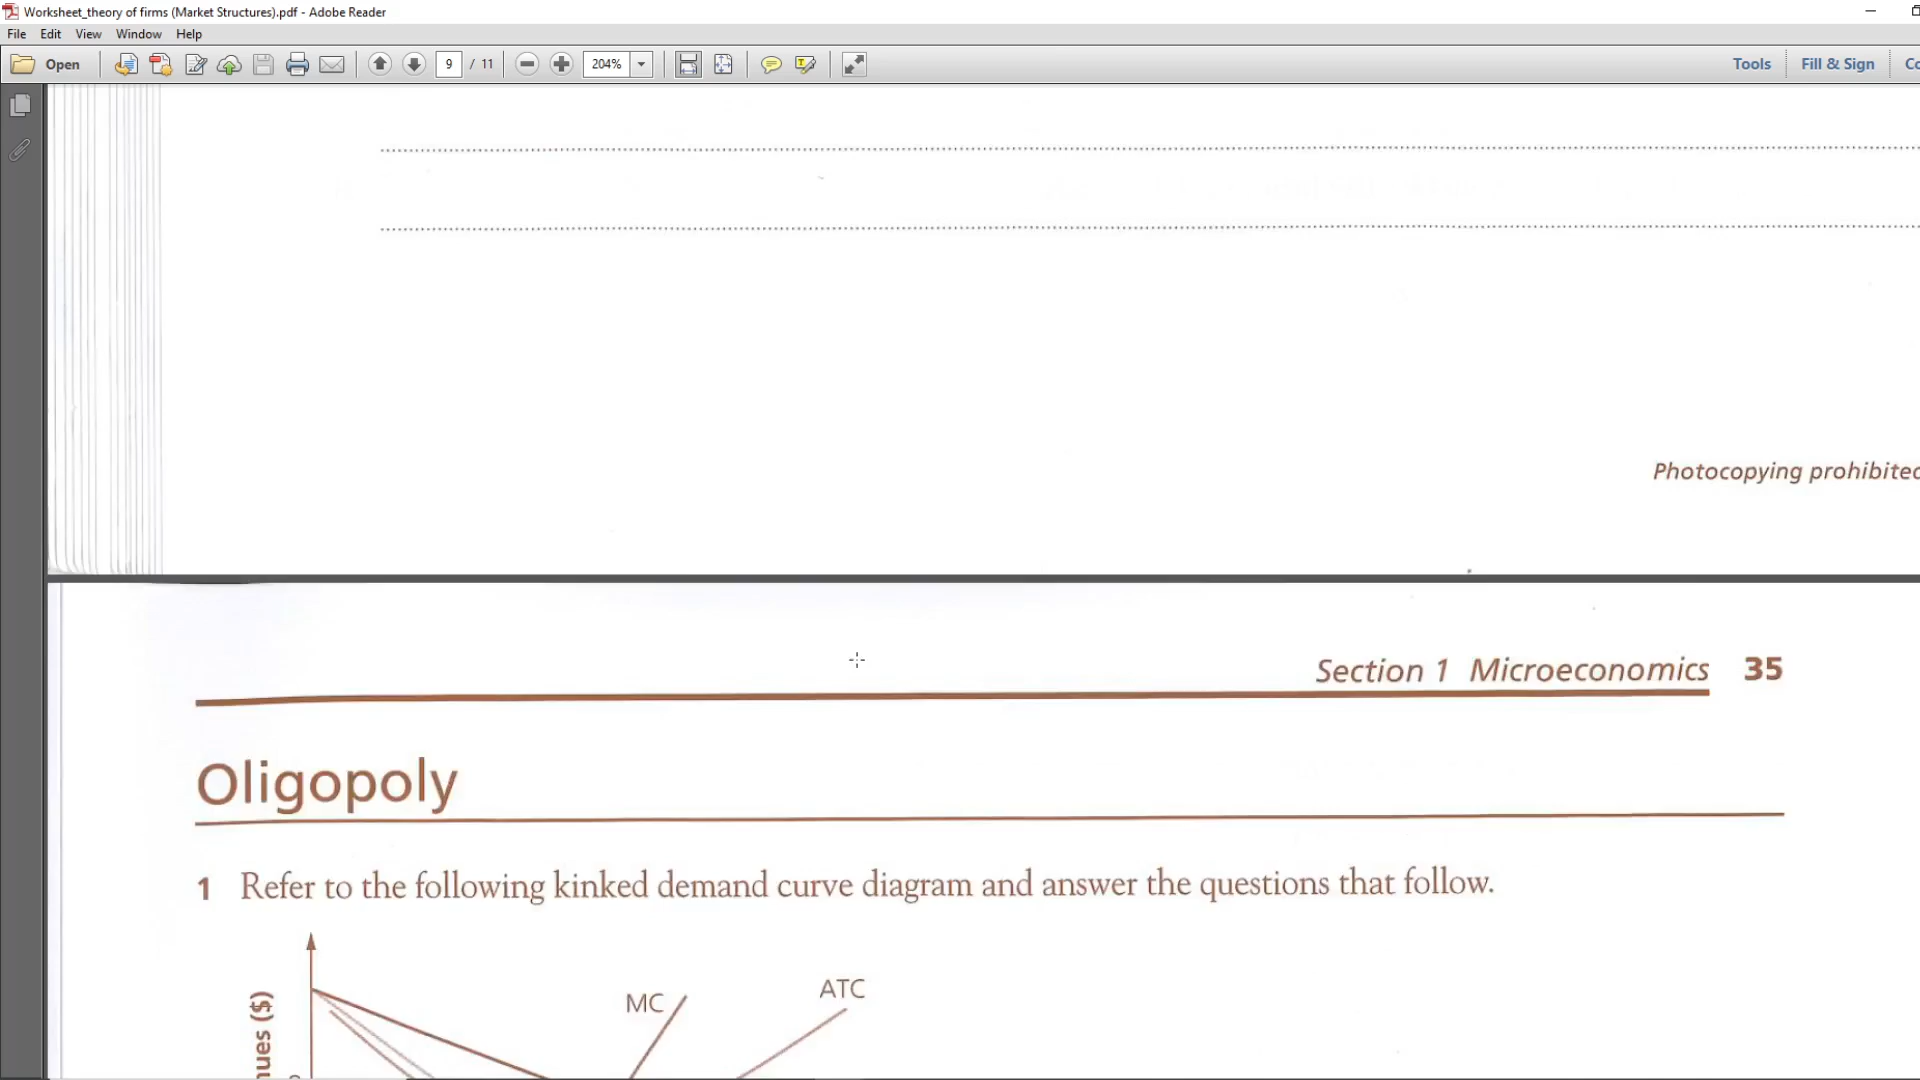 Worksheet_theory of firms (Market Structures).pdf - Adobe Reader
File Edit View Window Help
Open 9 / 11 204% Tools Fill & Sign
Photocopying prohibited
Section 1 Microeconomics 35
Oligopoly
1 Refer to the following kinked demand curve diagram and answer the questions that follow.
MC ATC
nues ($)